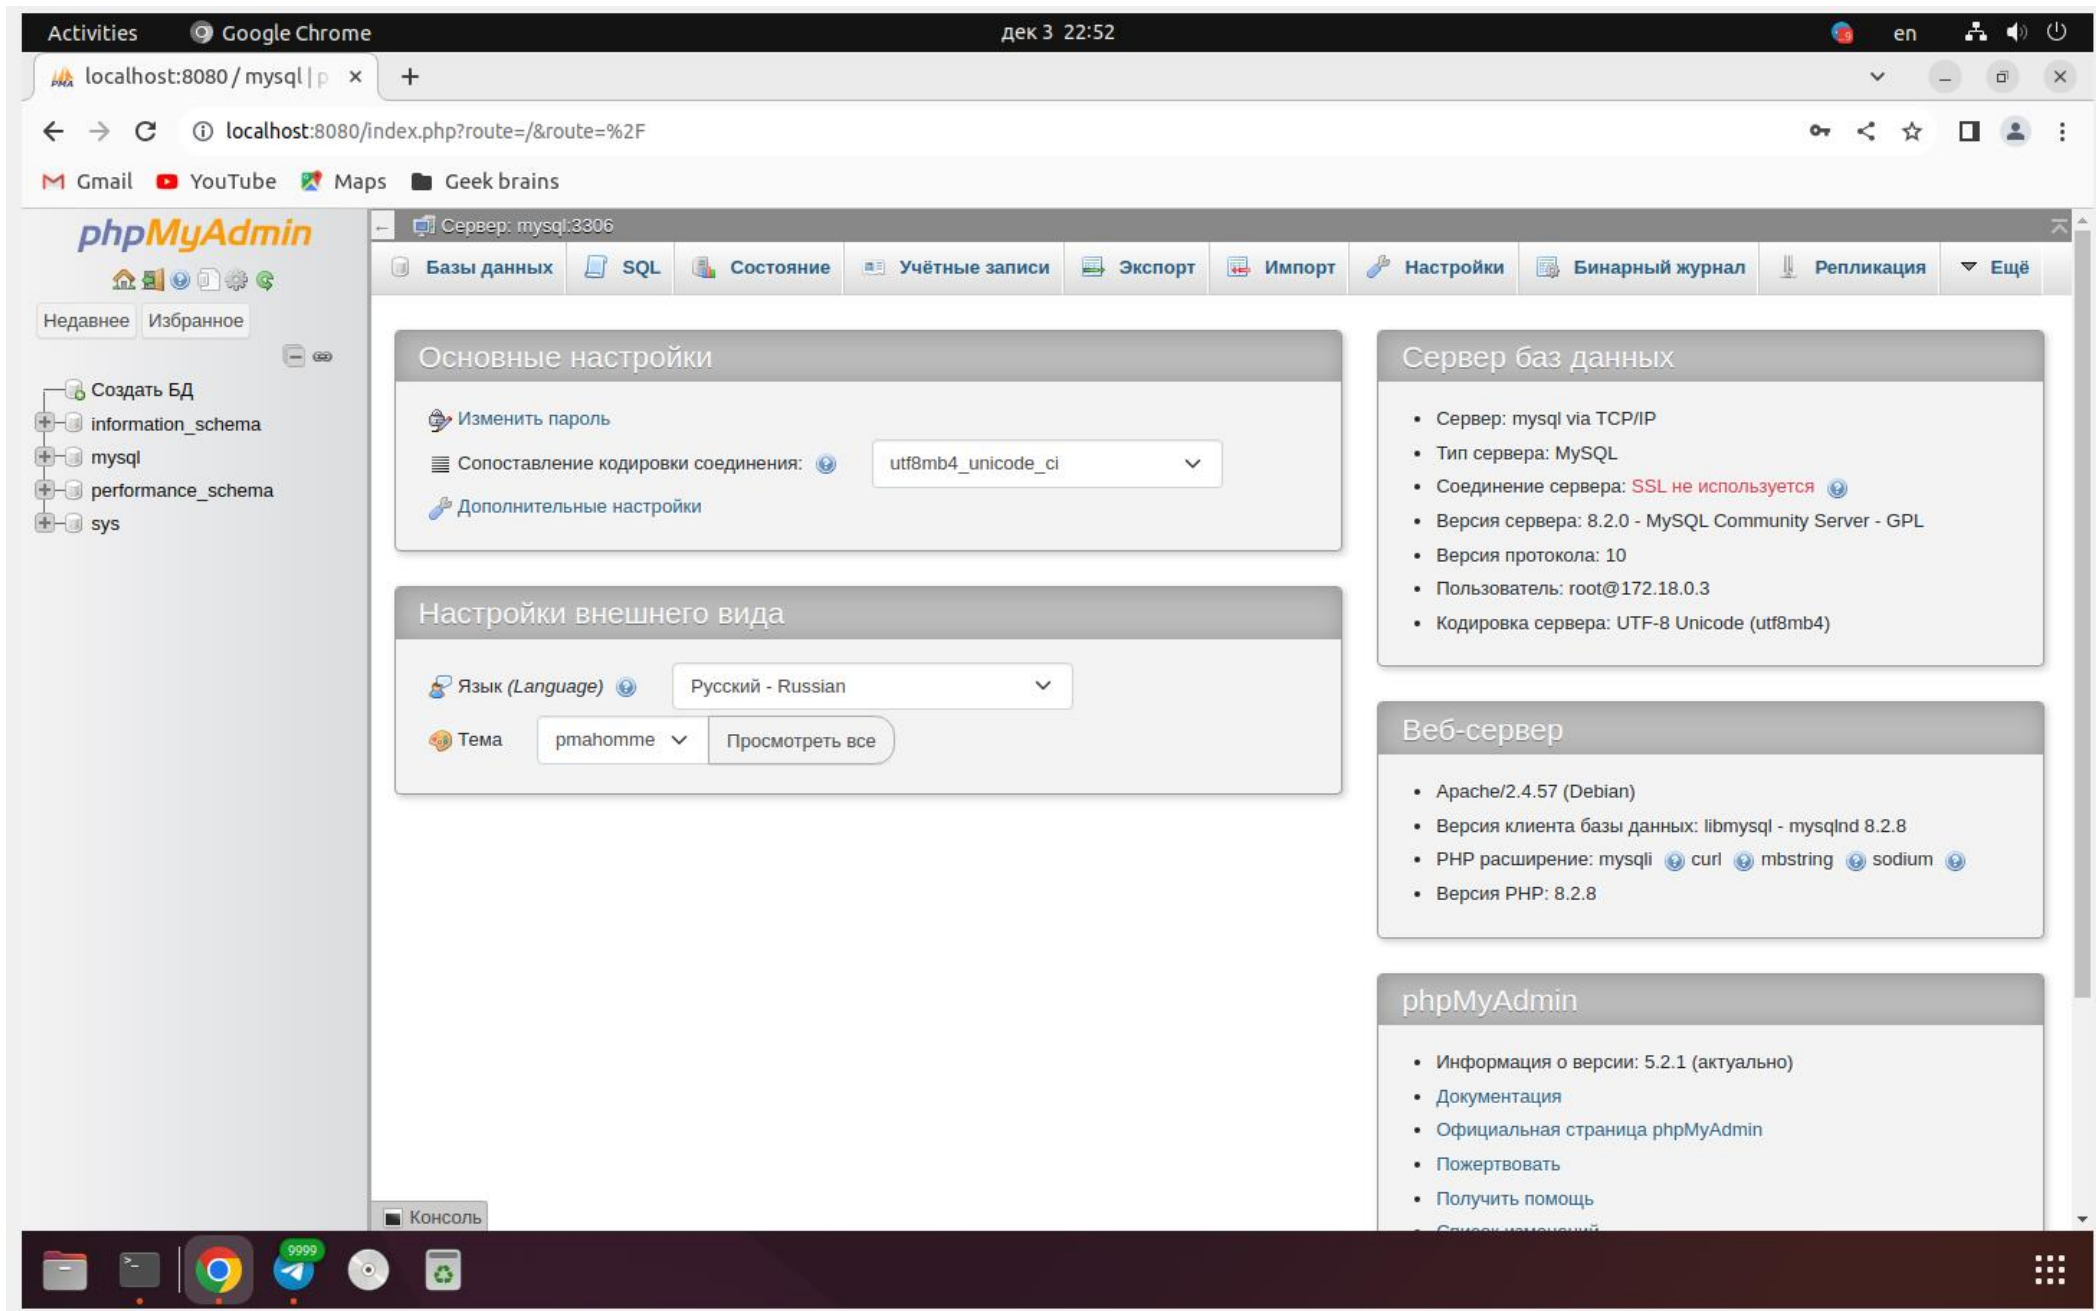 Activities Google Chrome дек 3 22:52 en
localhost:8080 / mysql | p
localhost:8080/index.php?route=/&route=%2F
Gmail YouTube Maps Geek brains
phpMyAdmin
Недавнее Избранное
Создать БД
information_schema
mysql
performance_schema
sys
Сервер: mysql:3306
Базы данных SQL Состояние Учётные записи Экспорт Импорт Настройки Бинарный журнал Репликация Ещё
Основные настройки
Изменить пароль
Сопоставление кодировки соединения: utf8mb4_unicode_ci
Дополнительные настройки
Настройки внешнего вида
Язык (Language) Русский - Russian
Тема pmahomme Просмотреть все
Сервер баз данных
Сервер: mysql via TCP/IP
Тип сервера: MySQL
Соединение сервера: SSL не используется
Версия сервера: 8.2.0 - MySQL Community Server - GPL
Версия протокола: 10
Пользователь: root@172.18.0.3
Кодировка сервера: UTF-8 Unicode (utf8mb4)
Веб-сервер
Apache/2.4.57 (Debian)
Версия клиента базы данных: libmysql - mysqlnd 8.2.8
PHP расширение: mysqli curl mbstring sodium
Версия PHP: 8.2.8
phpMyAdmin
Информация о версии: 5.2.1 (актуально)
Документация
Официальная страница phpMyAdmin
Пожертвовать
Получить помощь
Список изменений
Консоль
9999